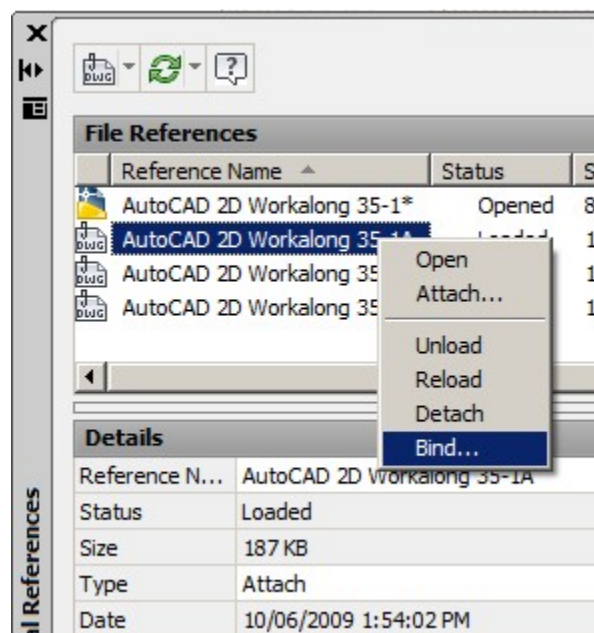 DWG
File References
Reference Name Status S
AutoCAD 2D Workalong 35-1* Opened 8
DWG AutoCAD 2D Workalong 35-1A Loaded 1
DWG AutoCAD 2D Workalong 35 1
DWG AutoCAD 2D Workalong 35 1
Open
Attach...
Unload
Reload
Detach
Bind...
Details
Reference N... AutoCAD 2D Workalong 35-1A
Status Loaded
Size 187 KB
Type Attach
Date 10/06/2009 1:54:02 PM
al References